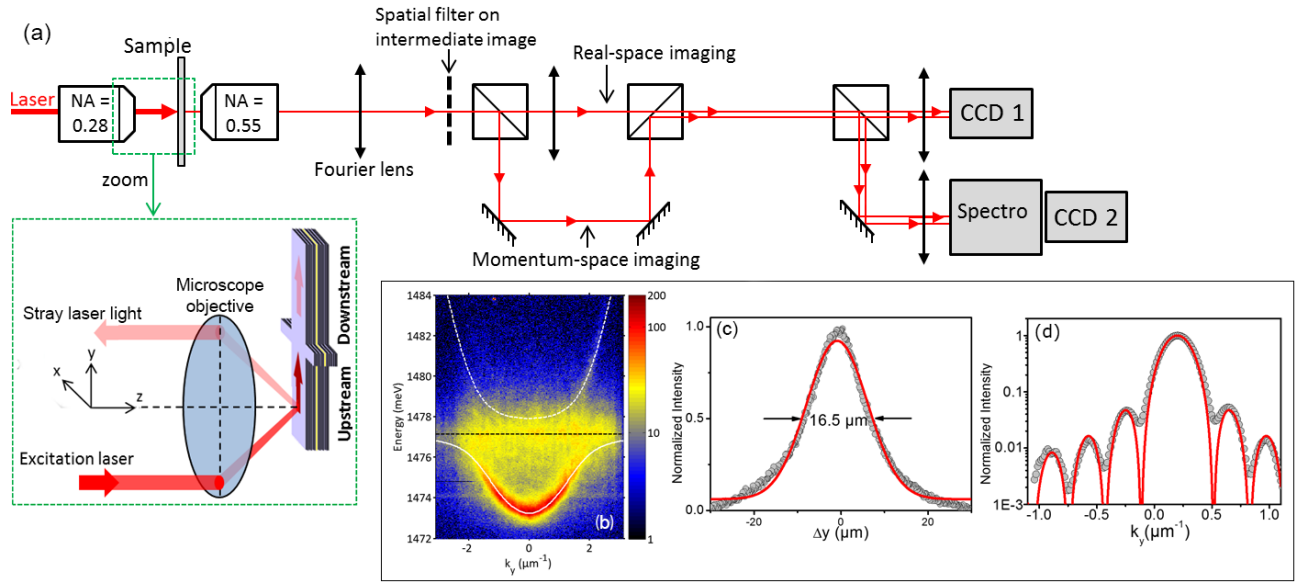 (a)
Sample
Spatial filter on
intermediate image
Real-space imaging
Laser
NA =
0.28
NA =
0.55
CCD 1
Fourier lens
zoom
Spectro
CCD 2
Momentum-space imaging
Microscope
objective
Stray laser light
Downstream
Upstream
x
y
z
Excitation laser
1484
1482
1480
1478
1476
1474
1472
Energy (meV)
-2
0
2
k_y (µm⁻¹)
200
100
10
1
(b)
(c)
1.0
0.5
0.0
Normalized Intensity
16.5 µm
-20
0
20
Δy (µm)
(d)
1
0.1
0.01
1E-3
Normalized Intensity
-1.0
-0.5
0.0
0.5
1.0
k_y(µm⁻¹)